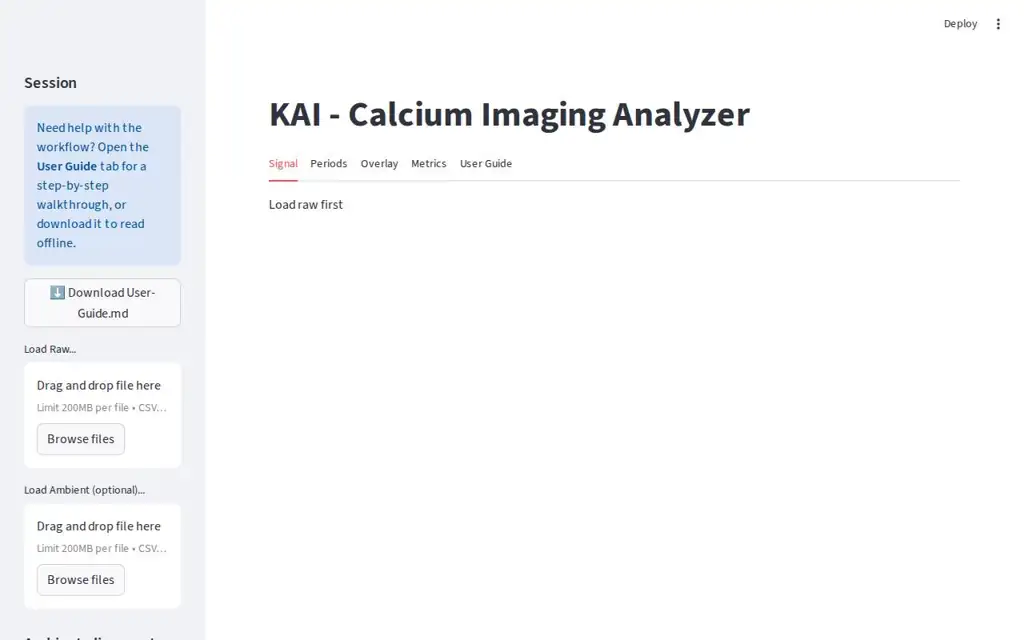 Deploy
Session
Need help with the
workflow? Open the
User Guide tab for a
step-by-step
walkthrough, or
download it to read
offline.
Download User-
Guide.md
Load Raw...
Drag and drop file here
Limit 200MB per file • CSV...
Browse files
Load Ambient (optional)...
Drag and drop file here
Limit 200MB per file • CSV...
Browse files
KAI - Calcium Imaging Analyzer
Signal Periods Overlay Metrics User Guide
Load raw first